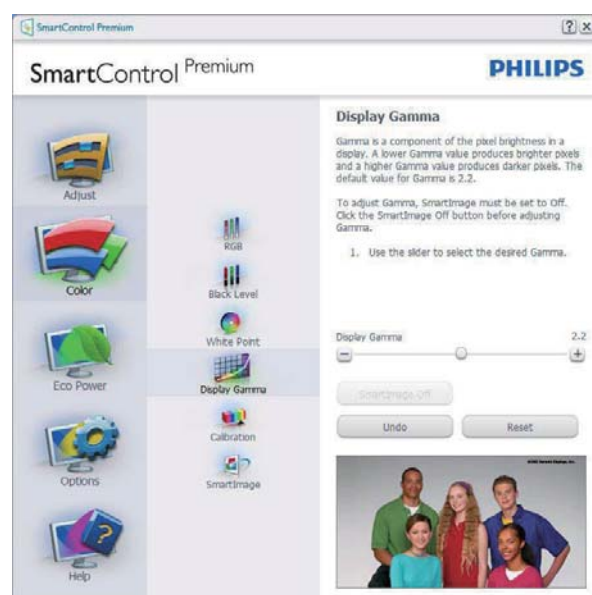 SmartControl Premium
SmartControl Premium
PHILIPS
Adjust
Color
Eco Power
Options
Help
RGB
Black Level
White Point
Display Gamma
Calibration
SmartImage
Display Gamma
Gamma is a component of the pixel brightness in a
display. A lower Gamma value produces brighter pixels
and a higher Gamma value produces darker pixels. The
default value for Gamma is 2.2.
To adjust Gamma, SmartImage must be set to Off.
Click the SmartImage Off button before adjusting
Gamma.
1. Use the slider to select the desired Gamma.
Display Gamma 2.2
SmartImage Off
Undo Reset